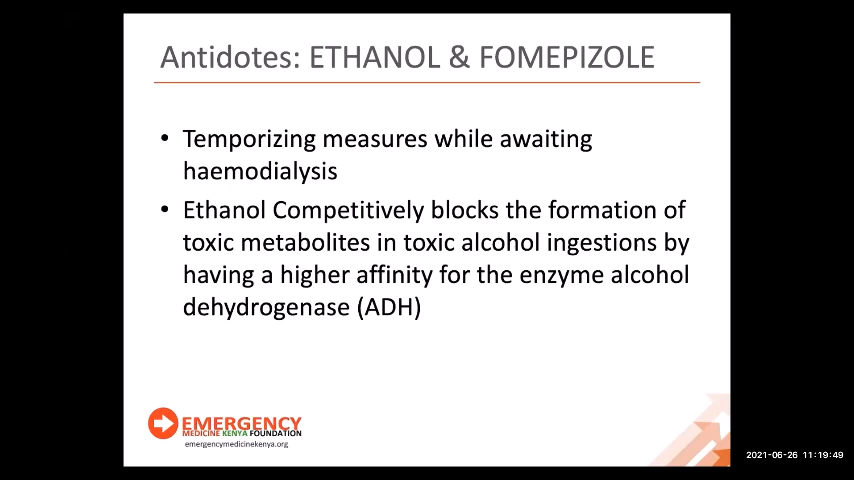 Antidotes: ETHANOL & FOMEPIZOLE
• Temporizing measures while awaiting
haemodialysis
• Ethanol Competitively blocks the formation of
toxic metabolites in toxic alcohol ingestions by
having a higher affinity for the enzyme alcohol
dehydrogenase (ADH)
EMERGENCY
MEDICINE KENYA FOUNDATION
emergencymedicinekenya.org
2021-06-26 11:19:49